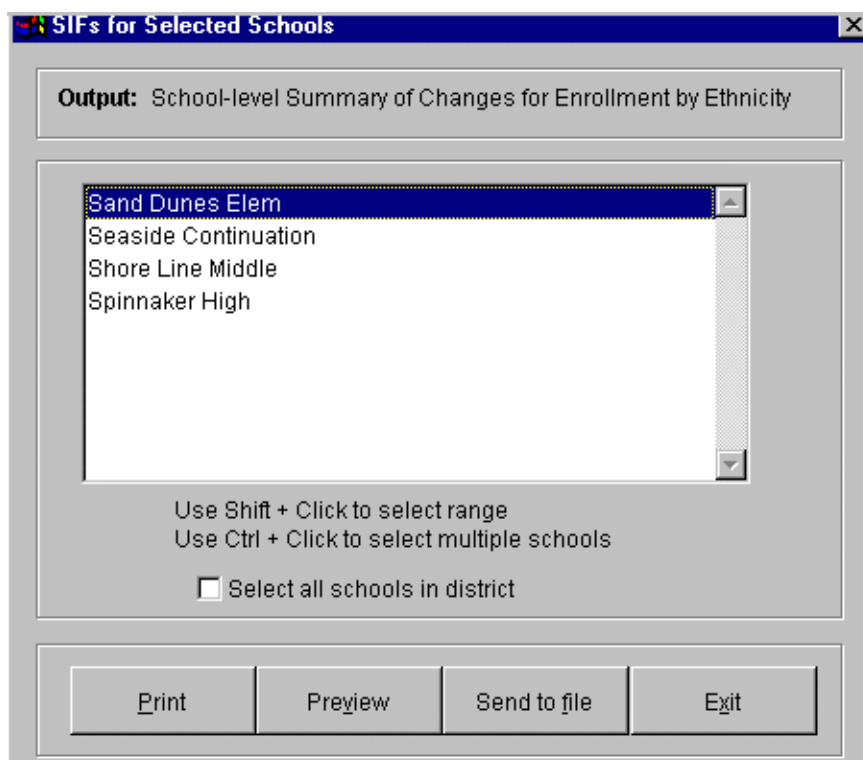 SIFs for Selected Schools
Output: School-level Summary of Changes for Enrollment by Ethnicity
Sand Dunes Elem
Seaside Continuation
Shore Line Middle
Spinnaker High
Use Shift + Click to select range
Use Ctrl + Click to select multiple schools
Select all schools in district
Print Preview Send to file Exit